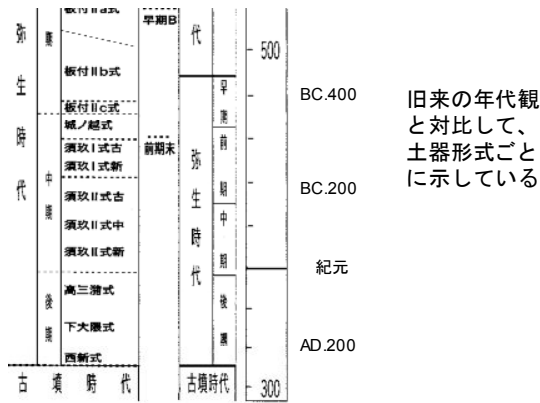 板付Ⅱa式
早期B
弥生時代
期
代
500
板付Ⅱb式
早期
BC.400
板付Ⅱc式
城ノ越式
須玖Ⅰ式古
前期末
前期
須玖Ⅰ式新
弥生時代
中期
須玖Ⅱ式古
BC.200
須玖Ⅱ式中
中期
須玖Ⅱ式新
紀元
高三潴式
後期
後期
下大隈式
AD.200
西新式
古墳時代
古墳時代
300
旧来の年代観
と対比して、
土器形式ごと
に示している